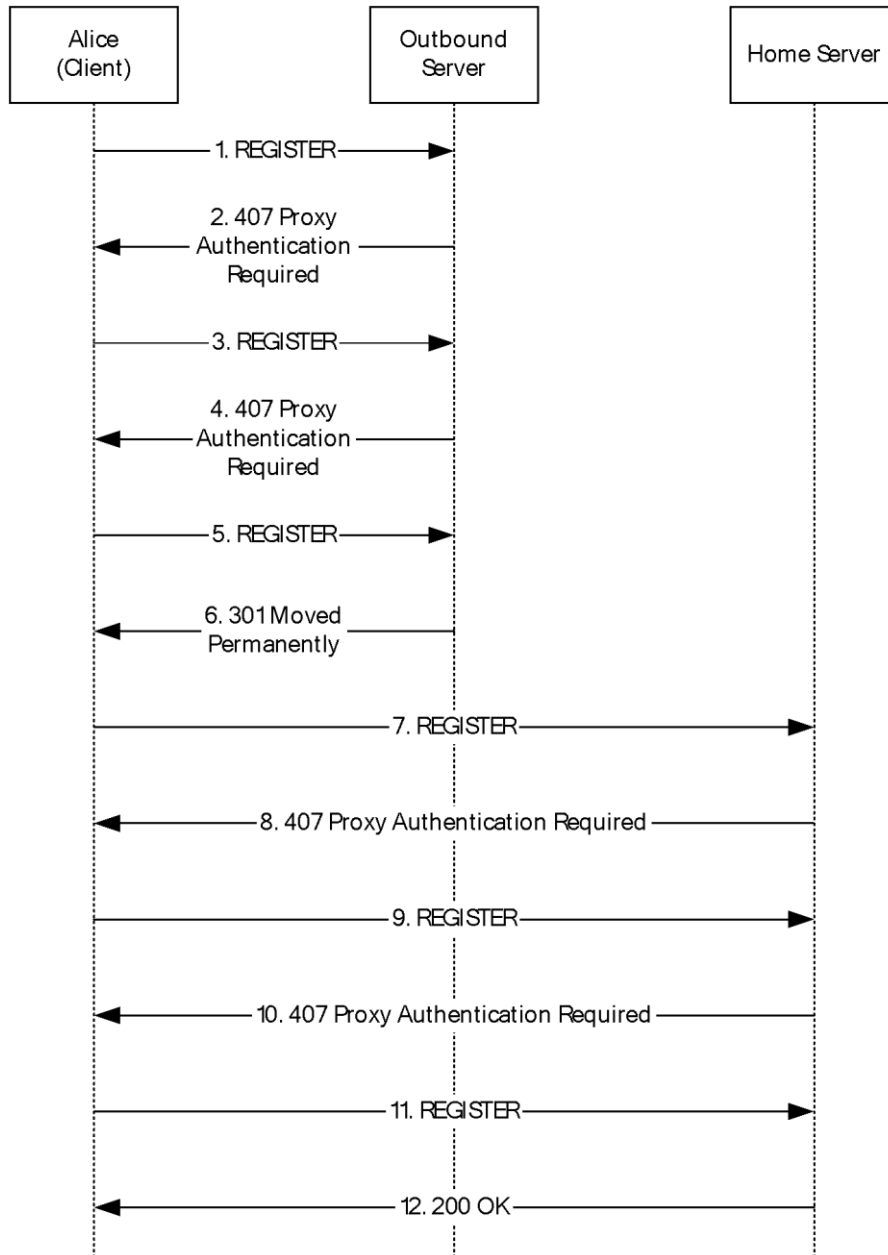 Alice
(Client)
Outbound
Server
Home Server
1. REGISTER
2. 407 Proxy
Authentication
Required
3. REGISTER
4. 407 Proxy
Authentication
Required
5. REGISTER
6. 301 Moved
Permanently
7. REGISTER
8. 407 Proxy Authentication Required
9. REGISTER
10. 407 Proxy Authentication Required
11. REGISTER
12. 200 OK